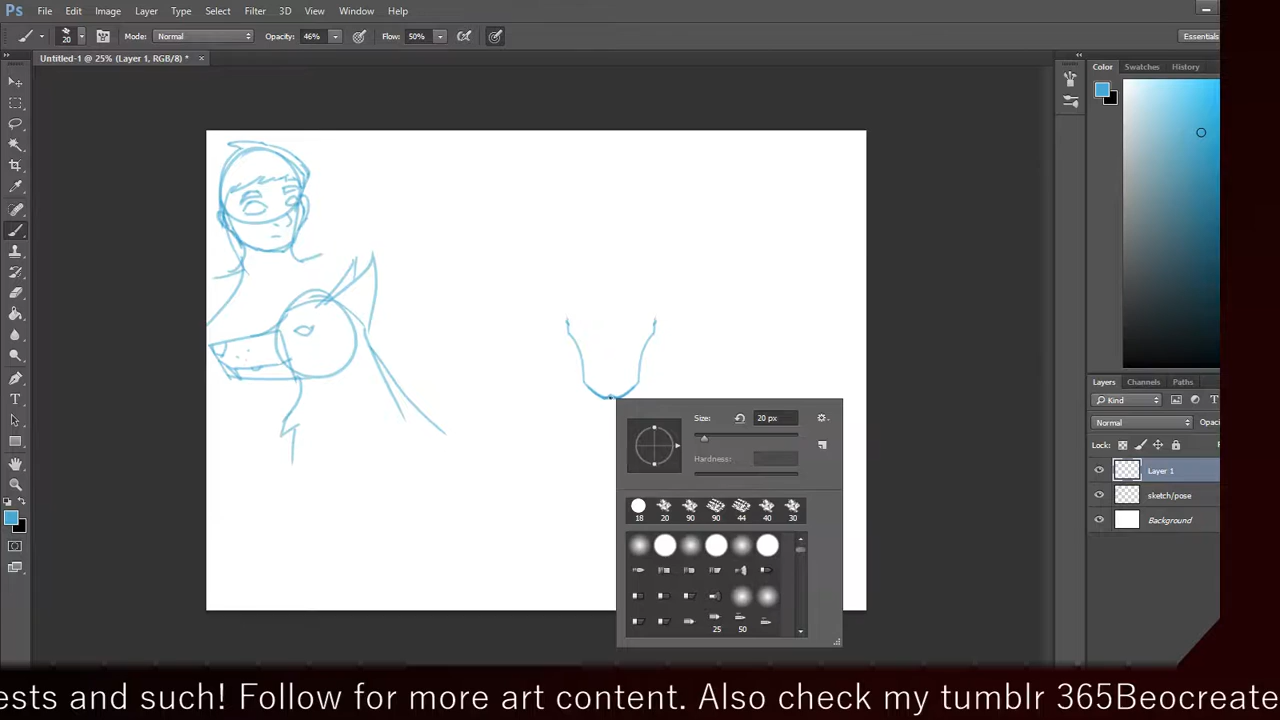 Ps File Edit Image Layer Type Select Filter 3D View Window Help
20 Mode: Normal Opacity: 46% Flow: 50% Essentials
Untitled-1 @ 25% (Layer 1, RGB/8) * ×
Color Swatches History
Size: 20 px
Hardness:
18 20 90 90 44 40 30
25 50
Layers Channels Paths
Kind
Normal
Lock:
Layer 1
sketch/pose
Background
ests and such! Follow for more art content. Also check my tumblr 365Beocreate